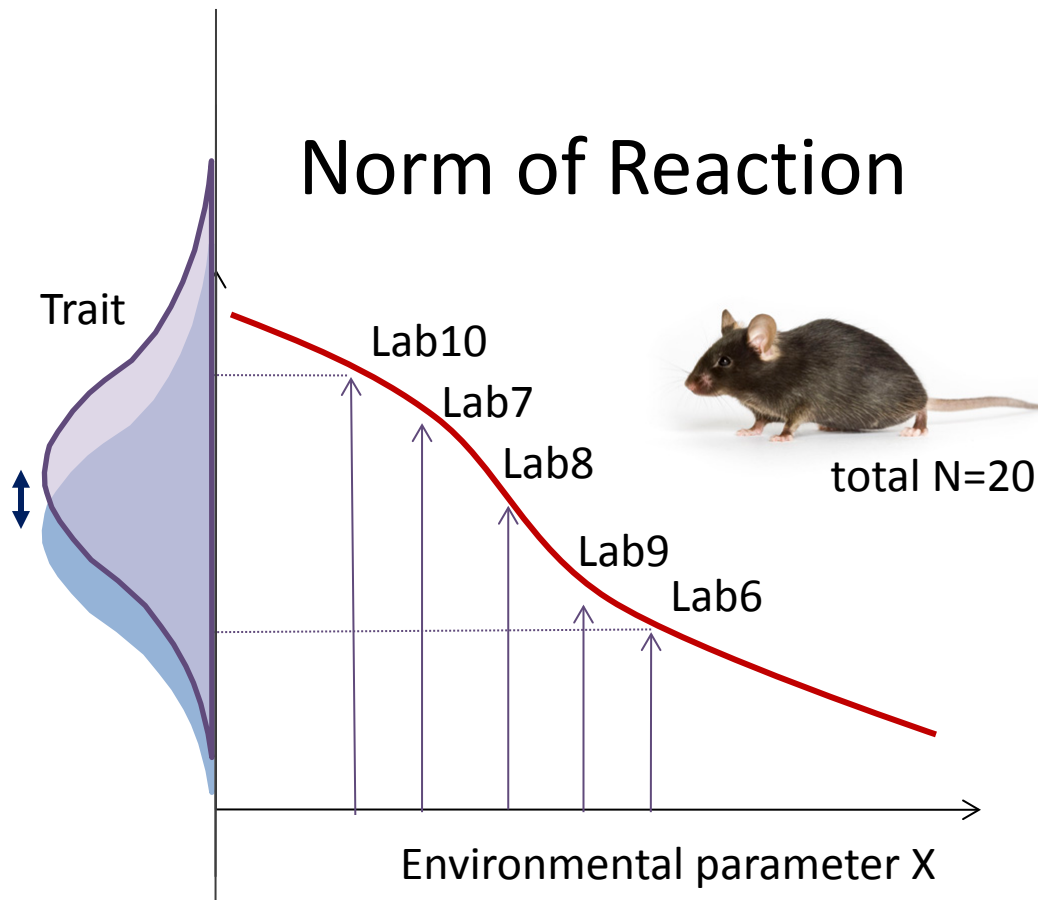 Norm of Reaction
Trait
Lab10
Lab7
Lab8
total N=20
Lab9
Lab6
Environmental parameter X